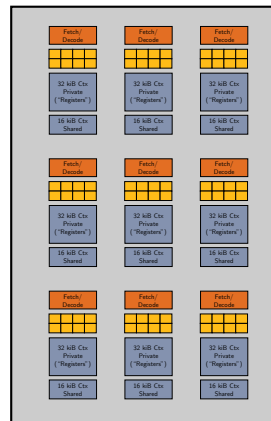 Fetch/
Decode
Fetch/
Decode
Fetch/
Decode
32 kiB Ctx
Private
("Registers")
32 kiB Ctx
Private
("Registers")
32 kiB Ctx
Private
("Registers")
16 kiB Ctx
Shared
16 kiB Ctx
Shared
16 kiB Ctx
Shared
Fetch/
Decode
Fetch/
Decode
Fetch/
Decode
32 kiB Ctx
Private
("Registers")
32 kiB Ctx
Private
("Registers")
32 kiB Ctx
Private
("Registers")
16 kiB Ctx
Shared
16 kiB Ctx
Shared
16 kiB Ctx
Shared
Fetch/
Decode
Fetch/
Decode
Fetch/
Decode
32 kiB Ctx
Private
("Registers")
32 kiB Ctx
Private
("Registers")
32 kiB Ctx
Private
("Registers")
16 kiB Ctx
Shared
16 kiB Ctx
Shared
16 kiB Ctx
Shared